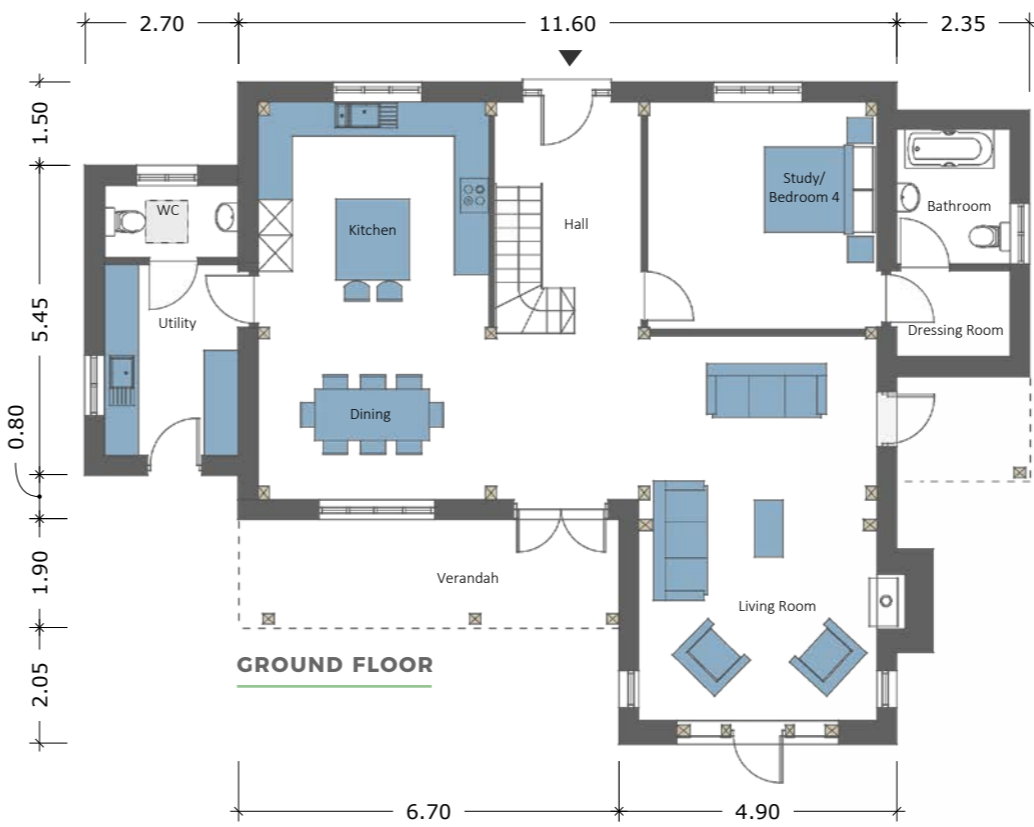 2.70
11.60
2.35
1.50
5.45
0.80
1.90
2.05
WC
Kitchen
Hall
Study/
Bedroom 4
Bathroom
Utility
Dressing Room
Dining
Verandah
Living Room
GROUND FLOOR
6.70
4.90